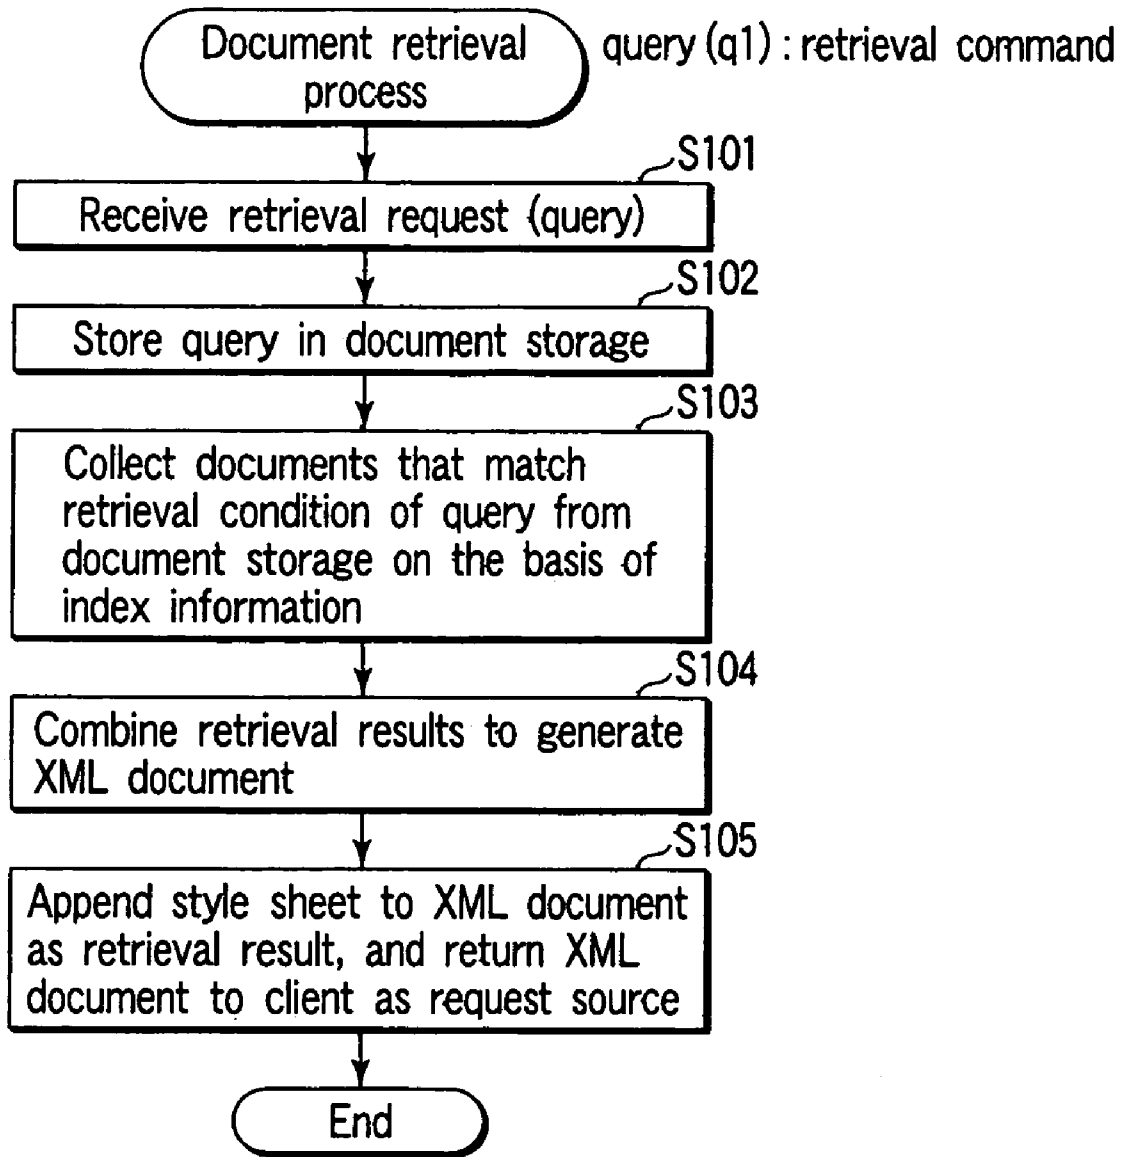 Document retrieval
process
query (q1) : retrieval command
S101
Receive retrieval request (query)
S102
Store query in document storage
S103
Collect documents that match
retrieval condition of query from
document storage on the basis of
index information
S104
Combine retrieval results to generate
XML document
S105
Append style sheet to XML document
as retrieval result, and return XML
document to client as request source
End